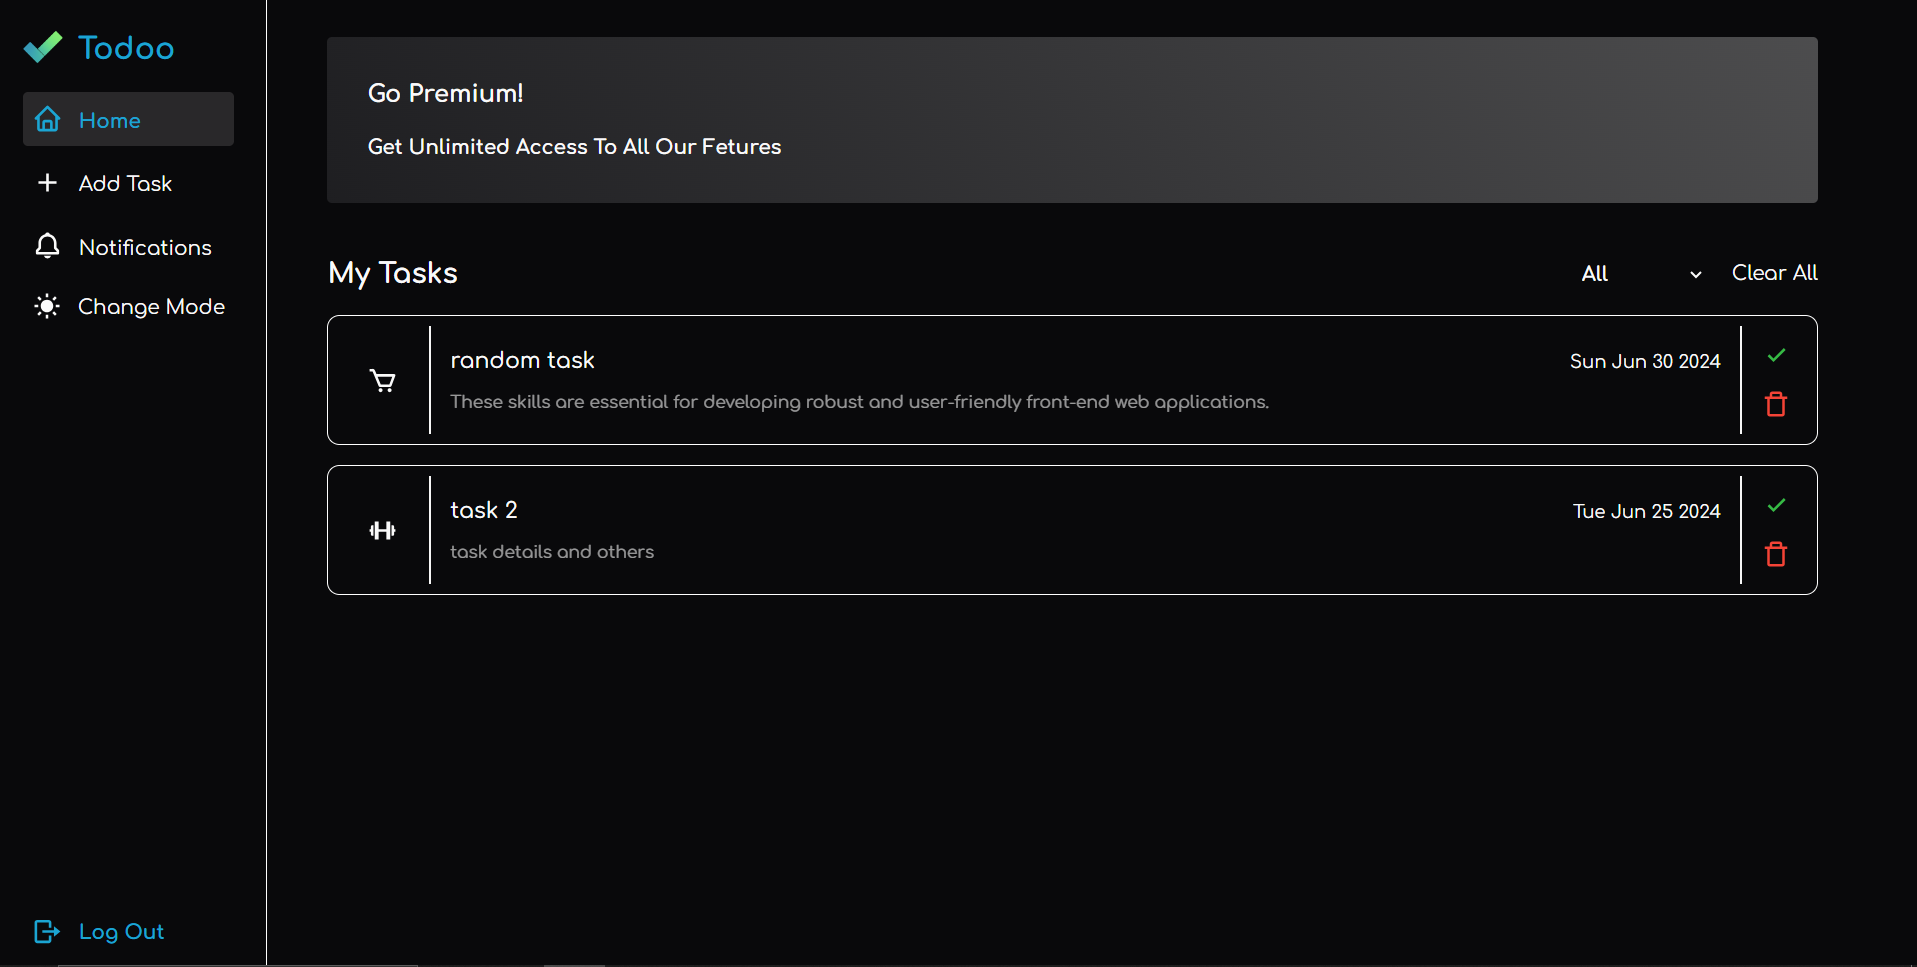 Todoo
Home
Add Task
Notifications
Change Mode
Log Out
Go Premium!
Get Unlimited Access To All Our Fetures
My Tasks
All
Clear All
random task
Sun Jun 30 2024
These skills are essential for developing robust and user-friendly front-end web applications.
task 2
Tue Jun 25 2024
task details and others